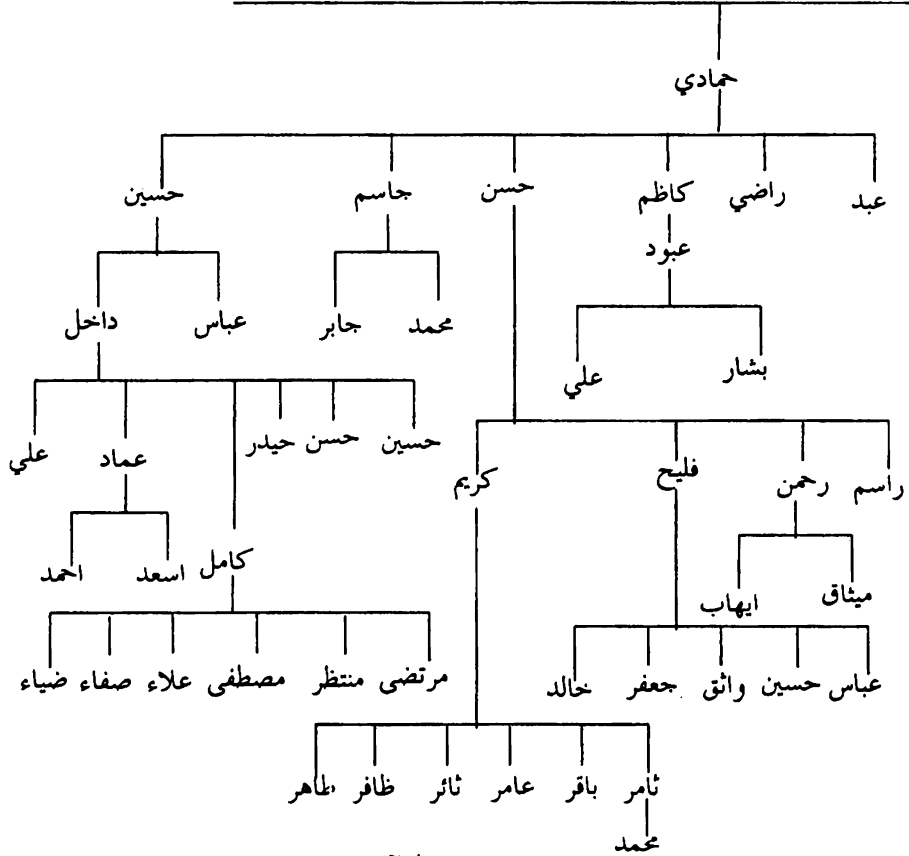 حمادي
عبد راضي كاظم حسن جاسم حسين
عبود
محمد جابر عباس داخل
بشار علي
حسين حسن حيدر عماد علي
راسم رحمن فليح كريم
كامل اسعد احمد
ميثاق ايهاب
عباس حسين واثق جعفر خالد مرتضى منتظر مصطفى علاء صفاء ضياء
ثامر باقر عامر ثائر ظافر طاهر
محمد